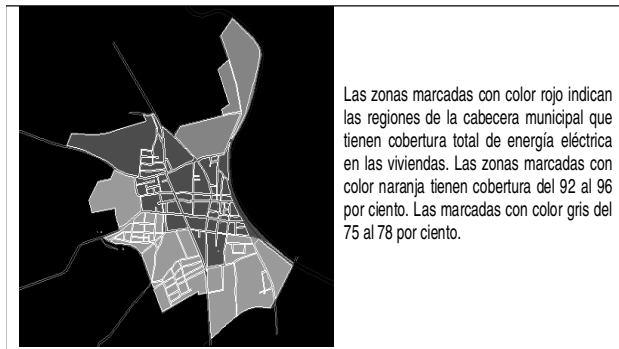 Las zonas marcadas con color rojo indican
las regiones de la cabecera municipal que
tienen cobertura total de energía eléctrica
en las viviendas. Las zonas marcadas con
color naranja tienen cobertura del 92 al 96
por ciento. Las marcadas con color gris del
75 al 78 por ciento.